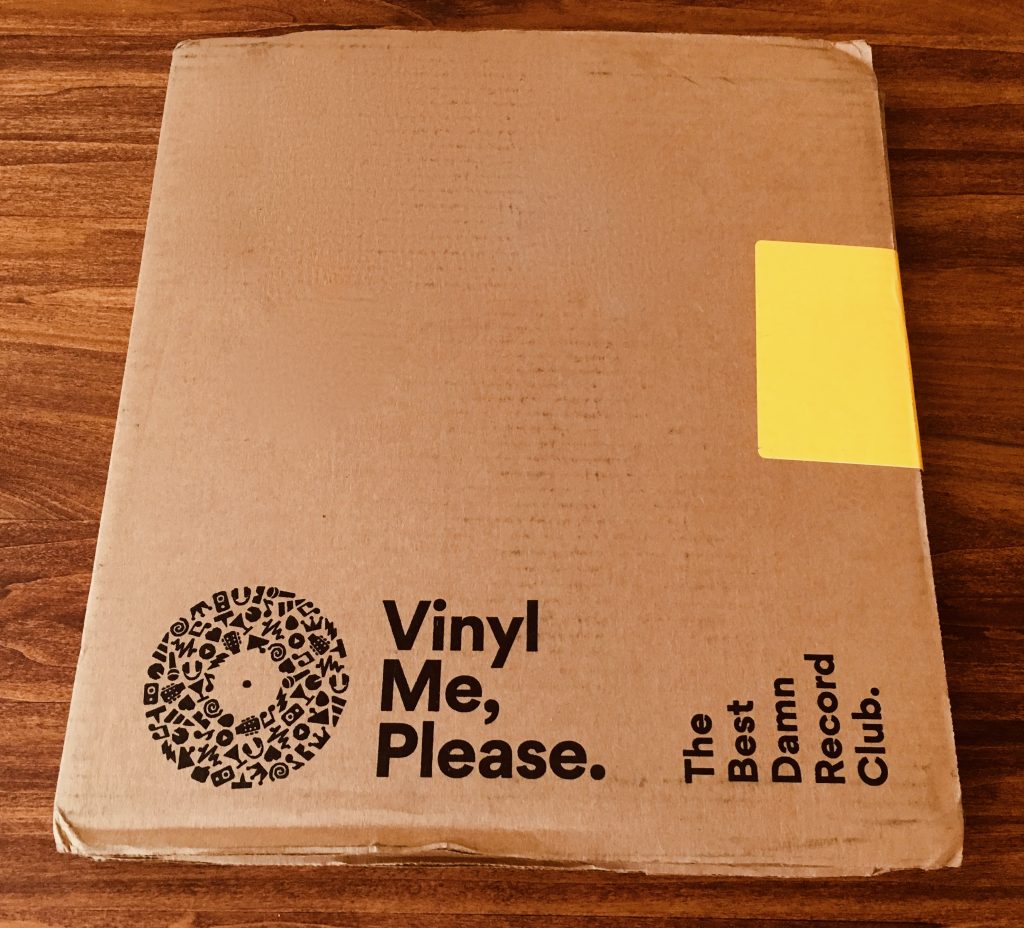 Vinyl
Me,
Please.
The
Best
Damn
Record
Club.